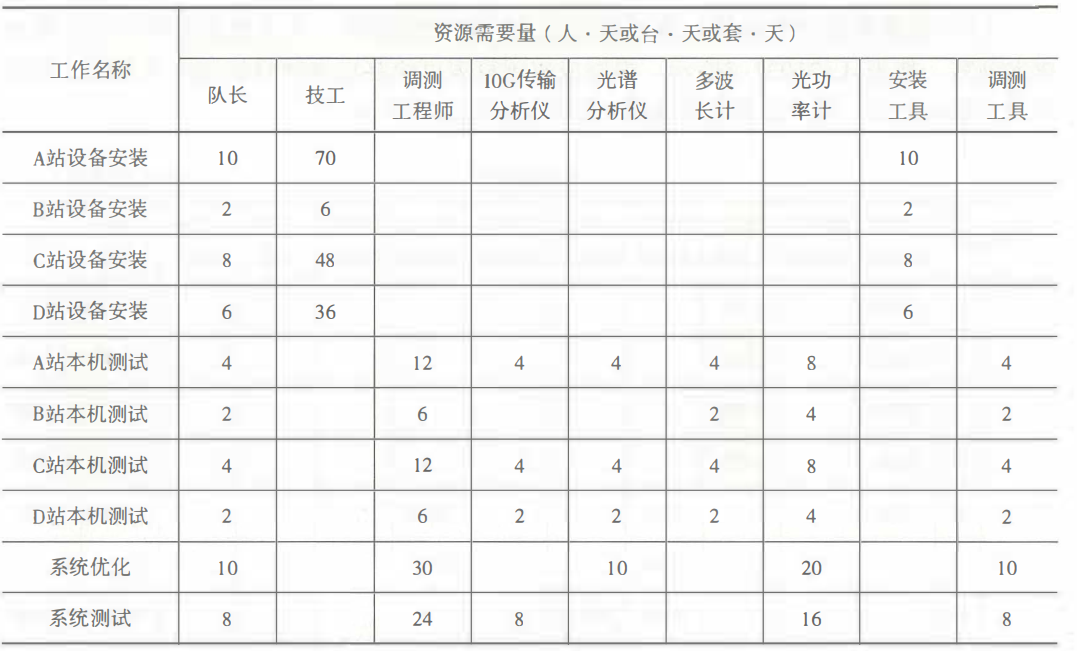 工作名称 资源需要量（人·天或台·天或套·天）
队长 技工 调测工程师 10G传输分析仪 光谱分析仪 多波长计 光功率计 安装工具 调测工具
A站设备安装 10 70 10
B站设备安装 2 6 2
C站设备安装 8 48 8
D站设备安装 6 36 6
A站本机测试 4 12 4 4 4 8 4
B站本机测试 2 6 2 4 2
C站本机测试 4 12 4 4 4 8 4
D站本机测试 2 6 2 2 2 4 2
系统优化 10 30 10 20 10
系统测试 8 24 8 16 8